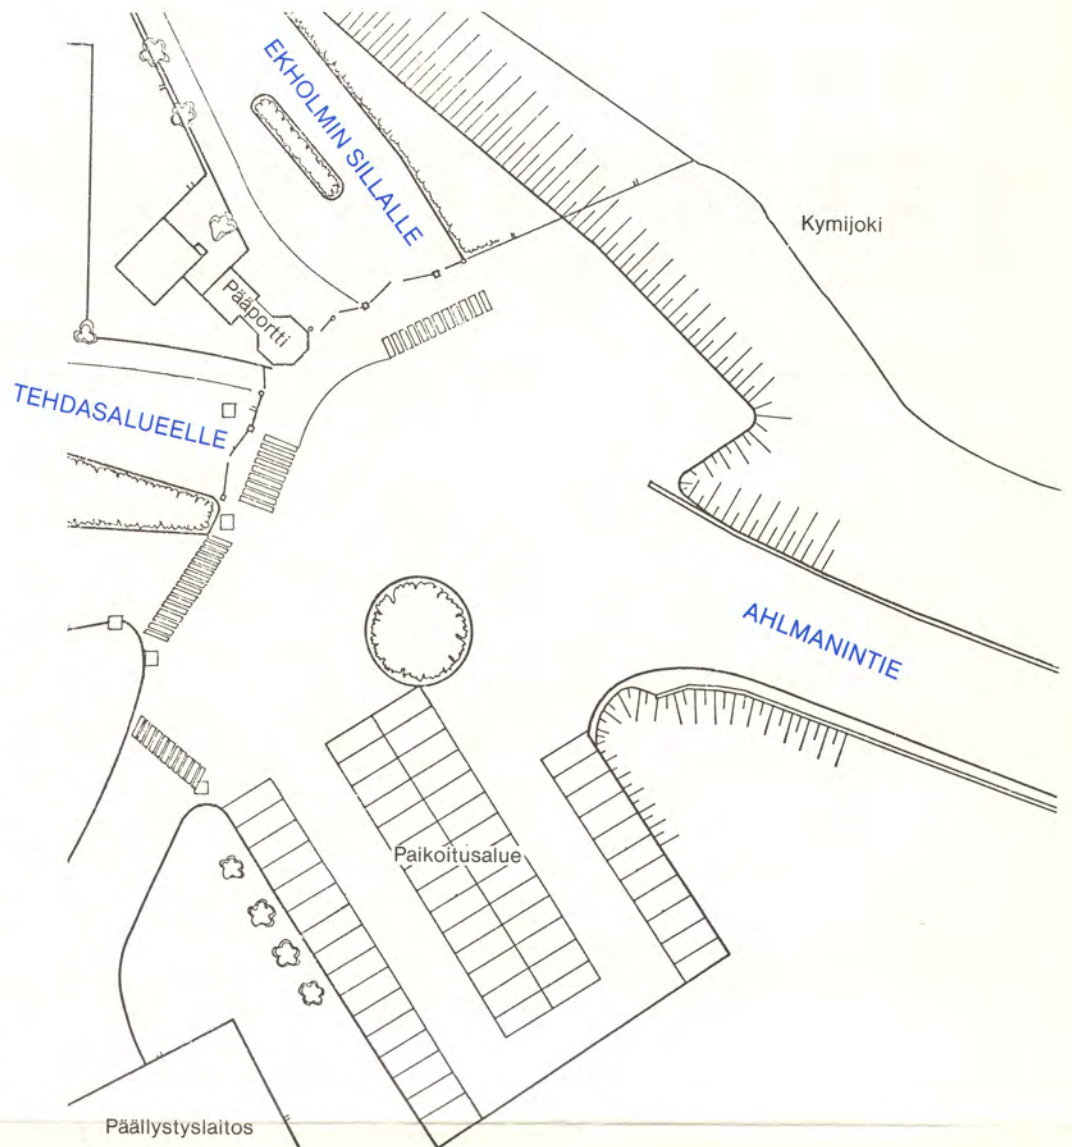 EKHOLMIN SILLALLE
Kymijoki
Pääportti
TEHDASALUEELLE
AHLMANINTIE
Paikoitusalue
Päällystyslaitos